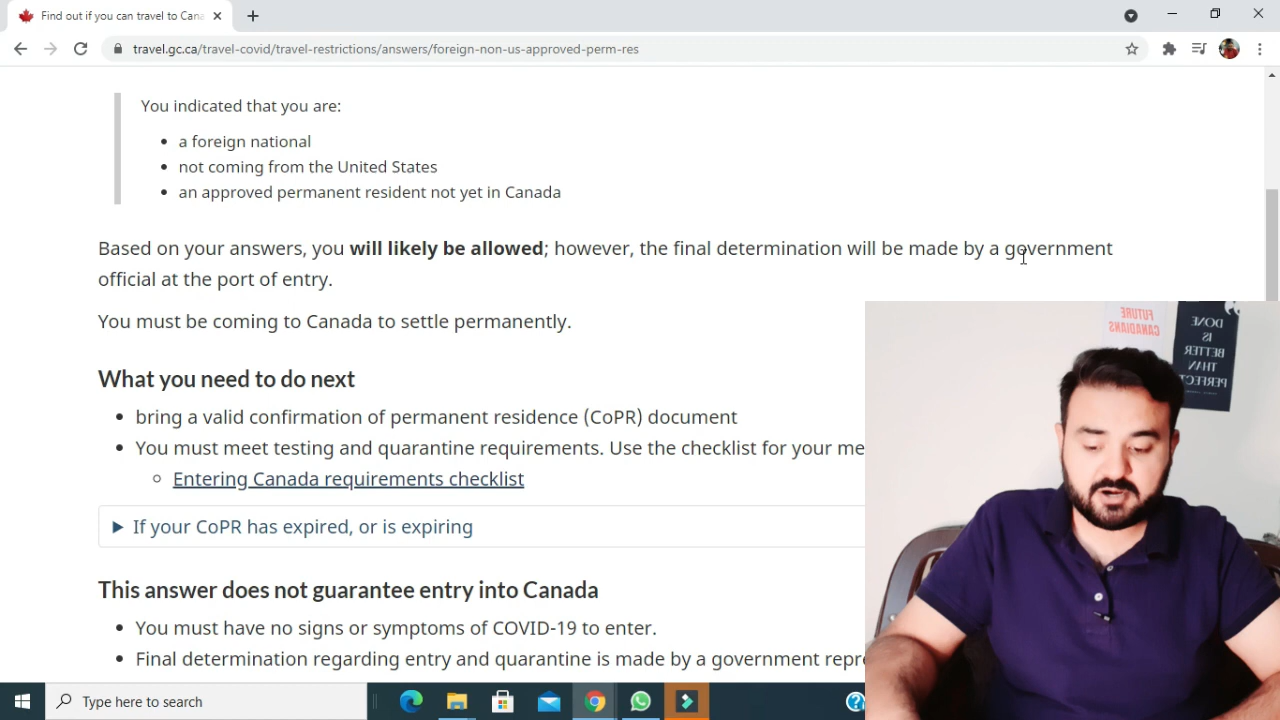 Find out if you can travel to Cana
travel.gc.ca/travel-covid/travel-restrictions/answers/foreign-non-us-approved-perm-res
You indicated that you are:
a foreign national
not coming from the United States
an approved permanent resident not yet in Canada
Based on your answers, you will likely be allowed; however, the final determination will be made by a government
official at the port of entry.
You must be coming to Canada to settle permanently.
What you need to do next
bring a valid confirmation of permanent residence (CoPR) document
You must meet testing and quarantine requirements. Use the checklist for your me
Entering Canada requirements checklist
If your CoPR has expired, or is expiring
This answer does not guarantee entry into Canada
You must have no signs or symptoms of COVID-19 to enter.
Final determination regarding entry and quarantine is made by a government repre
FUTURE
CANADIANS
DONE
IS
BETTER
THAN
PERFECT
Type here to search